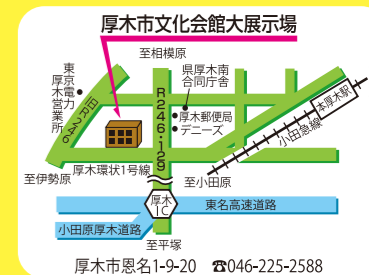 厚木市文化会館大展示場
至相模原
東京電力厚木営業所
旧R246
R246・129
県厚木南
合同庁舎
厚木郵便局
デニーズ
本厚木駅
小田急線
厚木環状1号線
至伊勢原
至小田原
厚木
IC
東名高速道路
小田原厚木道路
至平塚
厚木市恩名1-9-20 ☎046-225-2588